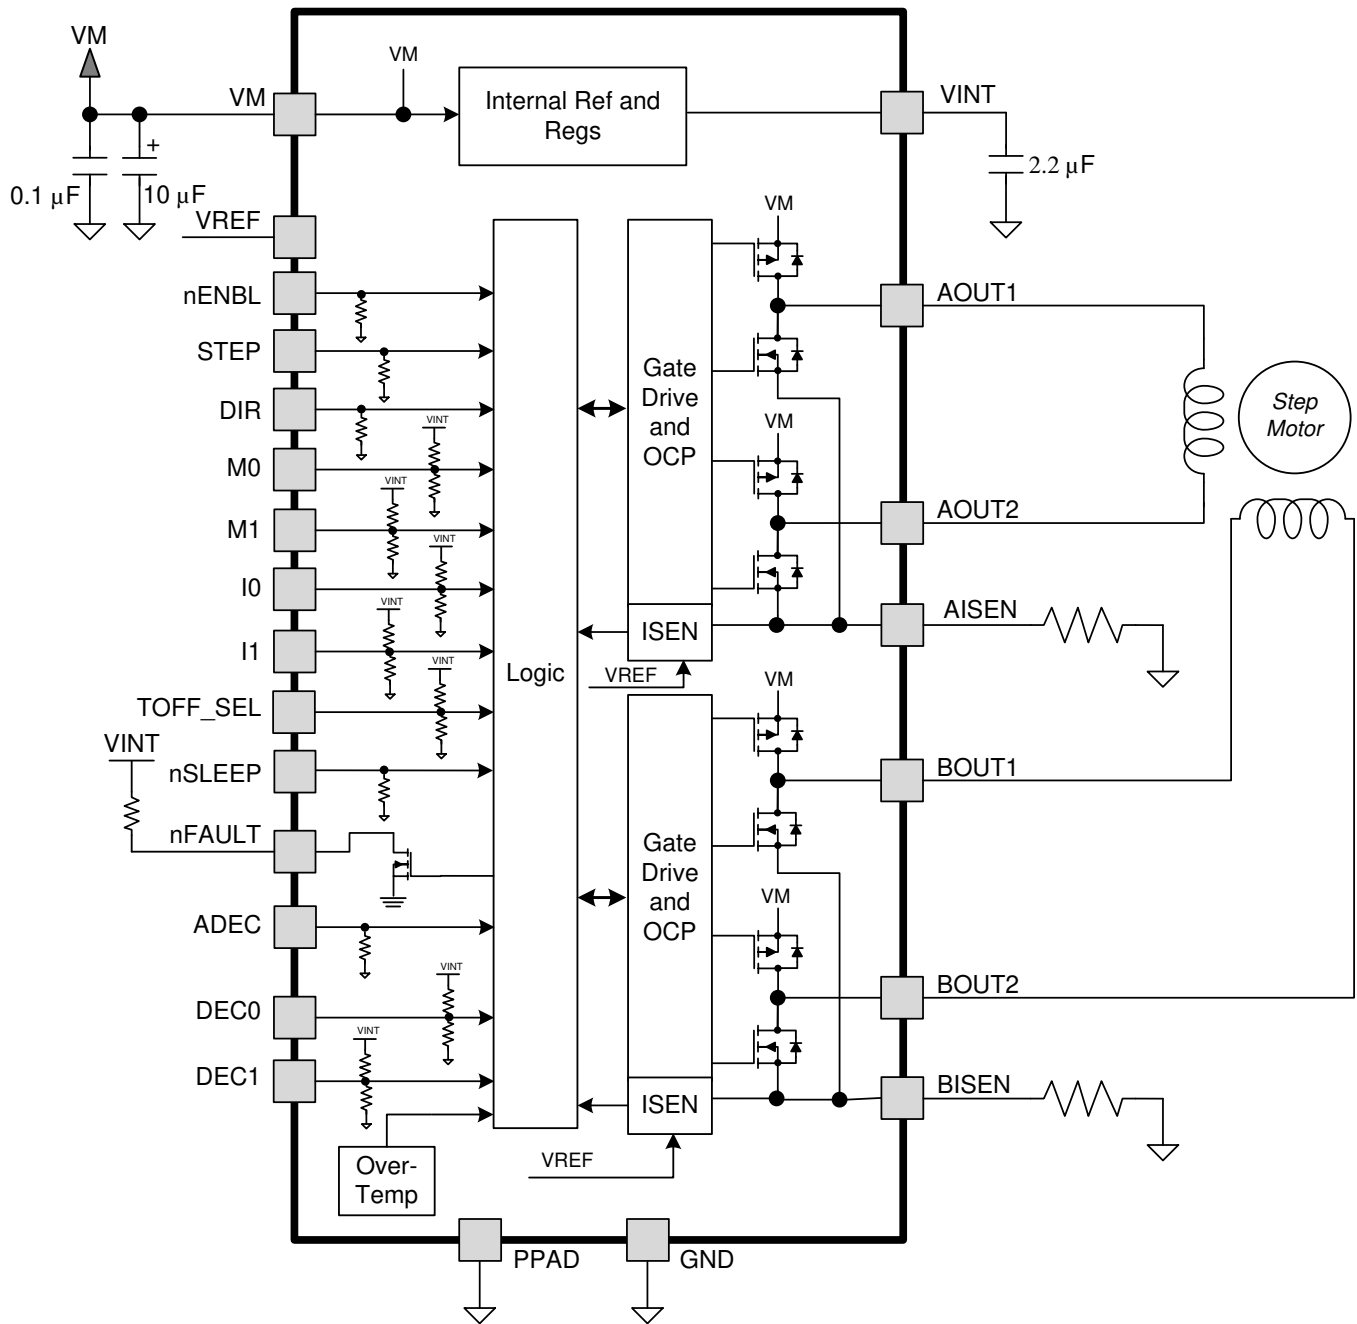 VM
VM
VM
Internal Ref and
Regs
VINT
0.1 µF
+
10 µF
2.2 µF
VREF
VM
nENBL
AOUT1
STEP
Gate
Drive
and
OCP
DIR
VINT
VM
Step
Motor
M0
VINT
M1
AOUT2
VINT
I0
VINT
ISEN
AISEN
I1
VINT
Logic
VREF
VM
TOFF_SEL
VINT
nSLEEP
BOUT1
nFAULT
Gate
Drive
and
OCP
VM
ADEC
VINT
BOUT2
DEC0
VINT
DEC1
ISEN
BISEN
Over-
Temp
VREF
PPAD
GND